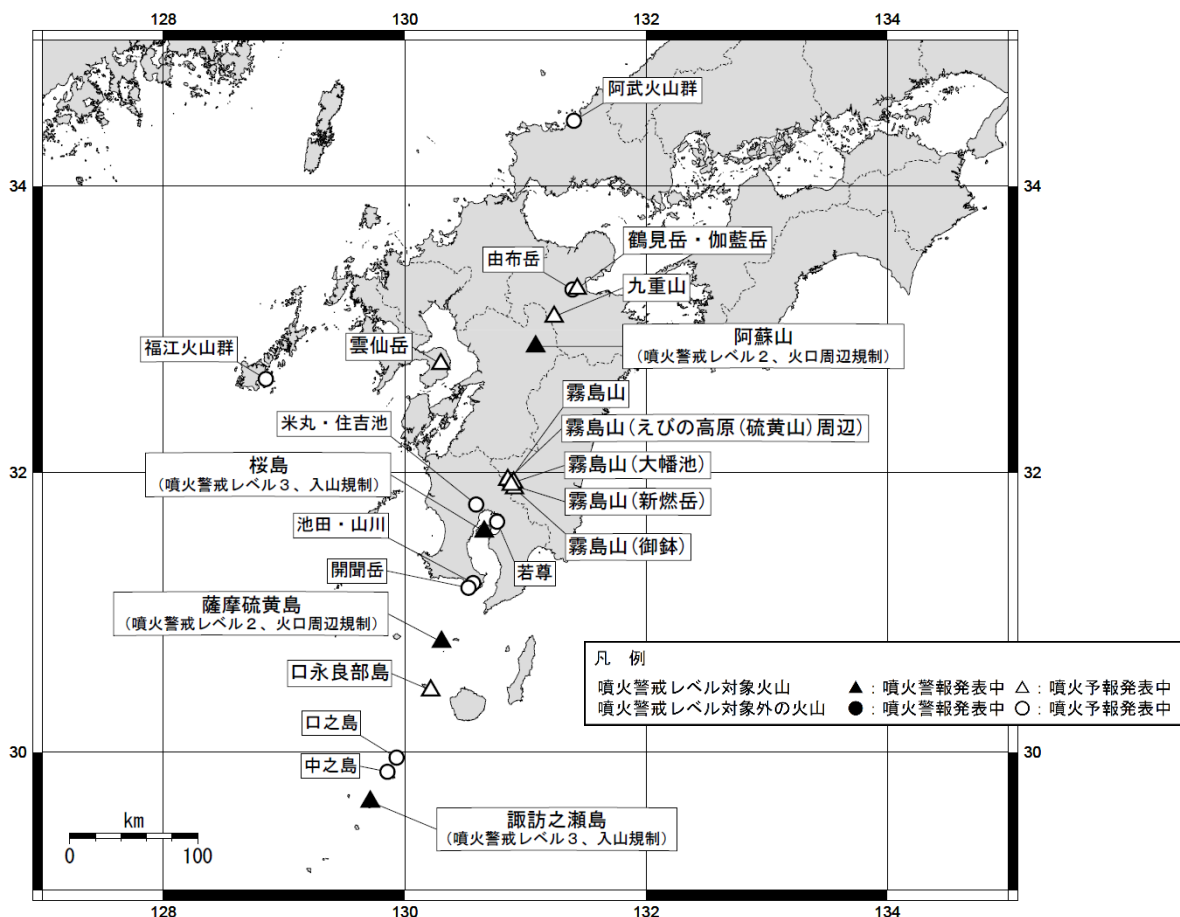 128
130
132
134
阿武火山群
34
34
鶴見岳・伽藍岳
由布岳
九重山
阿蘇山
(噴火警戒レベル2、火口周辺規制)
雲仙岳
福江火山群
霧島山
米丸・住吉池
霧島山(えびの高原(硫黄山)周辺)
桜島
(噴火警戒レベル3、入山規制)
霧島山(大幡池)
32
32
霧島山(新燃岳)
池田・山川
霧島山(御鉢)
開聞岳
若尊
薩摩硫黄島
(噴火警戒レベル2、火口周辺規制)
口永良部島
凡 例
噴火警戒レベル対象火山 ▲:噴火警報発表中 △:噴火予報発表中
噴火警戒レベル対象外の火山 ●:噴火警報発表中 ○:噴火予報発表中
口之島
30
30
中之島
諏訪之瀬島
(噴火警戒レベル3、入山規制)
km
0
100
128
130
132
134